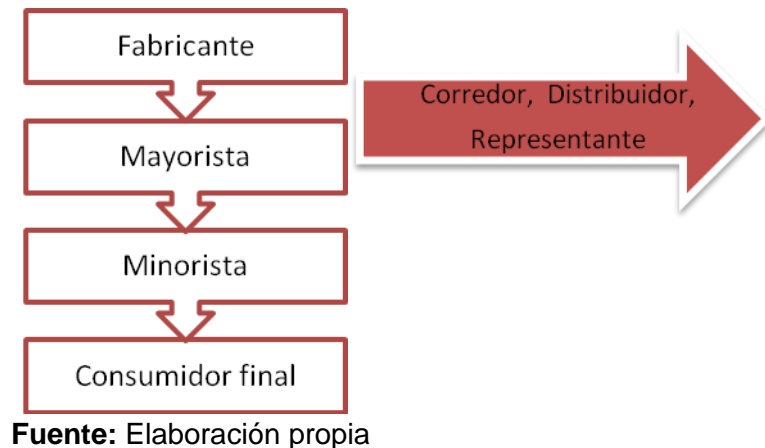 Fabricante
Corredor, Distribuidor,
Representante
Mayorista
Minorista
Consumidor final
Fuente: Elaboración propia